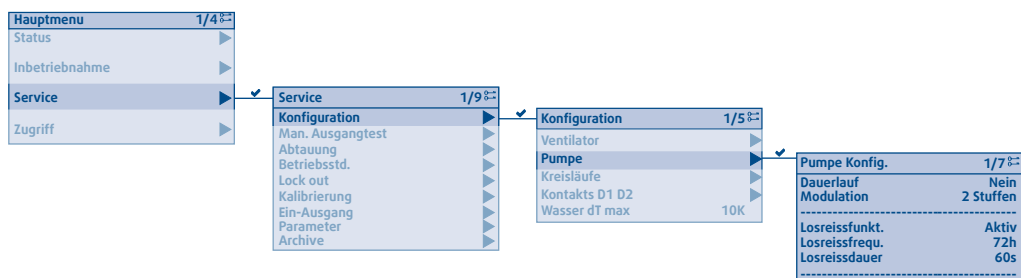 Hauptmenu 1/4
Status
Inbetriebnahme
Service
Zugriff
Service 1/9
Konfiguration
Man. Ausgangtest
Abtauung
Betriebsstd.
Lock out
Kalibrierung
Ein-Ausgang
Parameter
Archive
Konfiguration 1/5
Ventilator
Pumpe
Kreisläufe
Kontakts D1 D2
Wasser dT max 10K
Pumpe Konfig. 1/7
Dauerlauf Nein
Modulation 2 Stuffen
Losreissfunkt. Aktiv
Losreissfrequ. 72h
Losreissdauer 60s